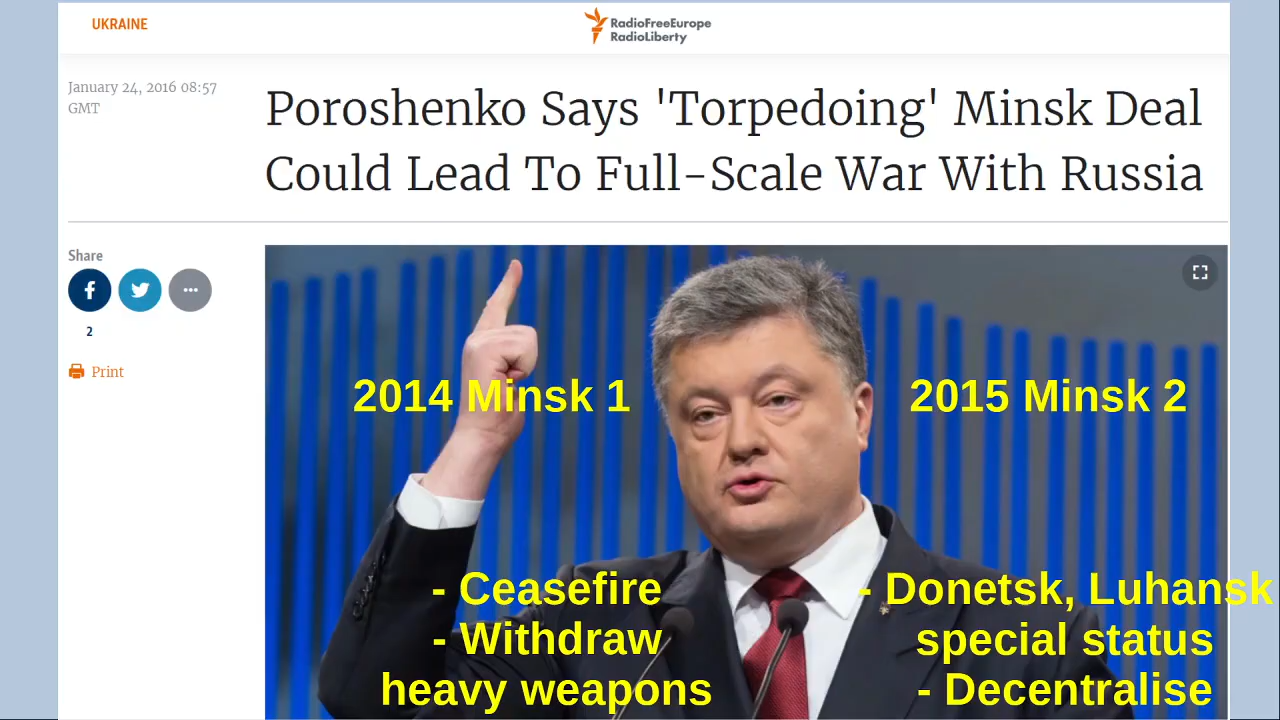 UKRAINE
RadioFreeEurope
RadioLiberty
January 24, 2016 08:57
GMT
Poroshenko Says 'Torpedoing' Minsk Deal
Could Lead To Full-Scale War With Russia
Share
2
Print
2014 Minsk 1
2015 Minsk 2
- Ceasefire
- Withdraw
heavy weapons
- Donetsk, Luhansk
special status
- Decentralise